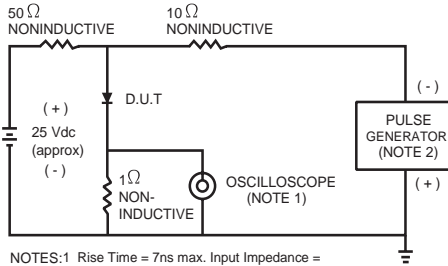 50 Ω
NONINDUCTIVE
10 Ω
NONINDUCTIVE
(+)
25 Vdc
(approx)
(-)
D.U.T
1Ω
NON-
INDUCTIVE
OSCILLOSCOPE
(NOTE 1)
(-)
PULSE
GENERATOR
(NOTE 2)
(+)
NOTES:1 Rise Time = 7ns max. Input Impedance =